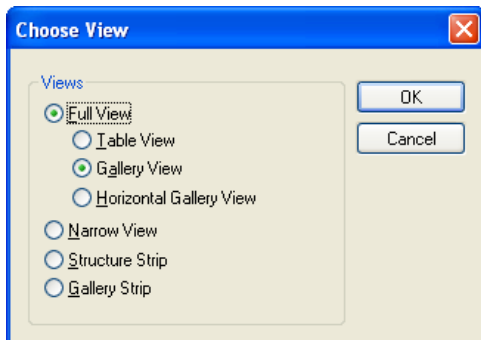 Choose View
Views
Full View
Table View
Gallery View
Horizontal Gallery View
Narrow View
Structure Strip
Gallery Strip
OK
Cancel